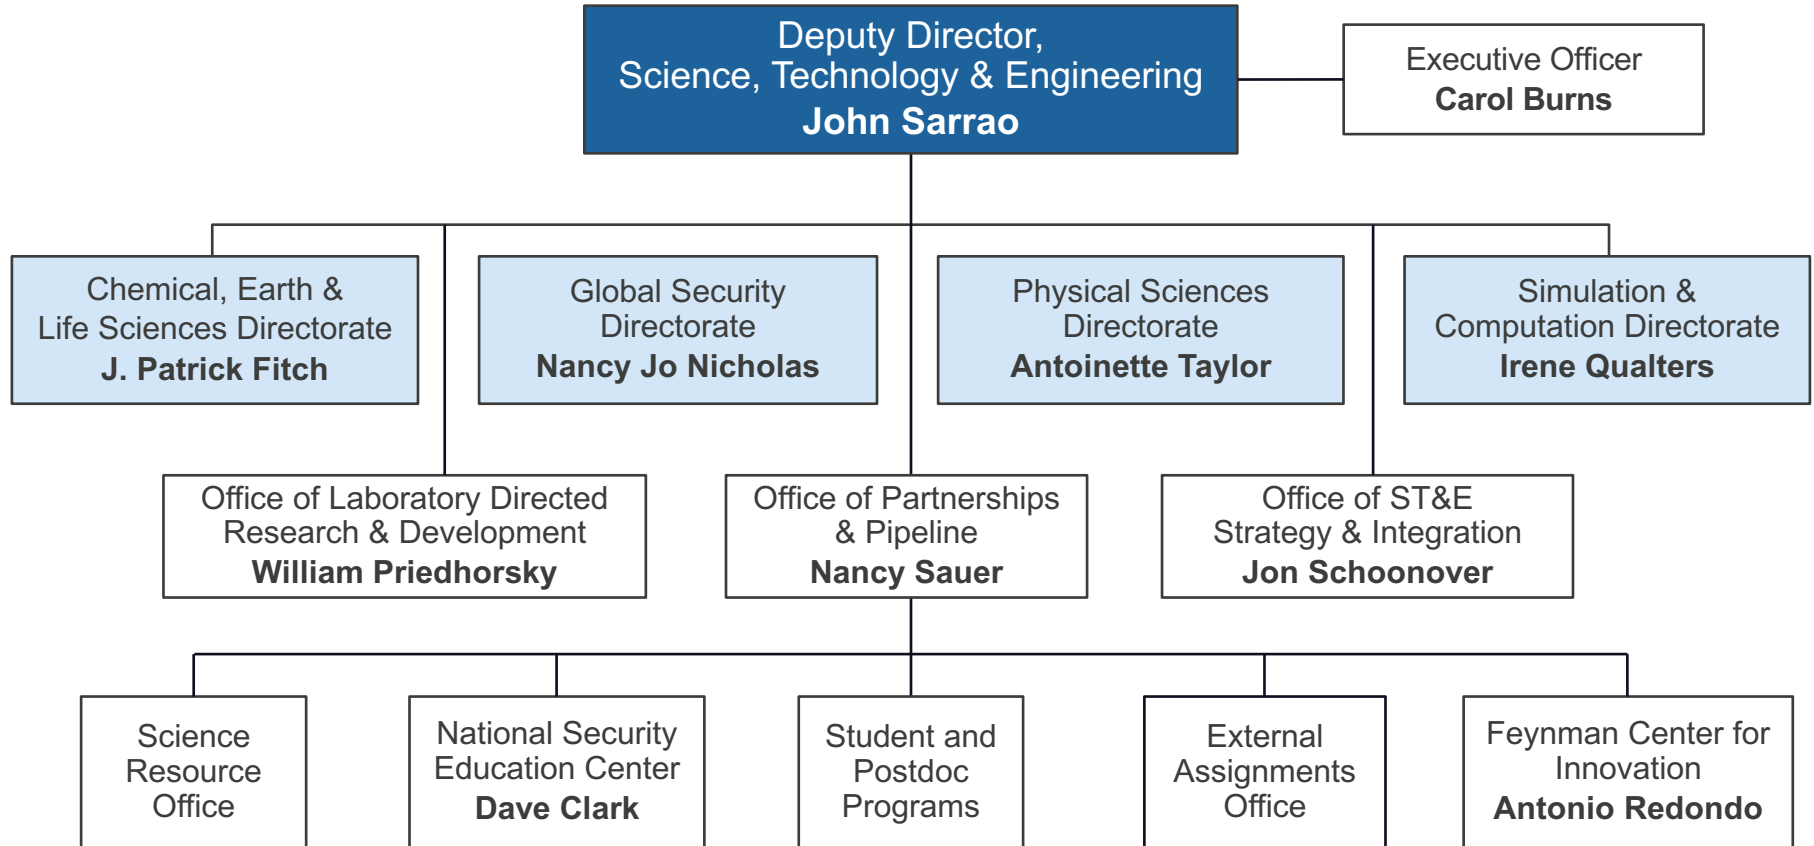 Deputy Director,
Science, Technology & Engineering
John Sarrao
Executive Officer
Carol Burns
Chemical, Earth &
Life Sciences Directorate
J. Patrick Fitch
Global Security
Directorate
Nancy Jo Nicholas
Physical Sciences
Directorate
Antoinette Taylor
Simulation &
Computation Directorate
Irene Qualters
Office of Laboratory Directed
Research & Development
William Priedhorsky
Office of Partnerships
& Pipeline
Nancy Sauer
Office of ST&E
Strategy & Integration
Jon Schoonover
Science
Resource
Office
National Security
Education Center
Dave Clark
Student and
Postdoc
Programs
External
Assignments
Office
Feynman Center for
Innovation
Antonio Redondo